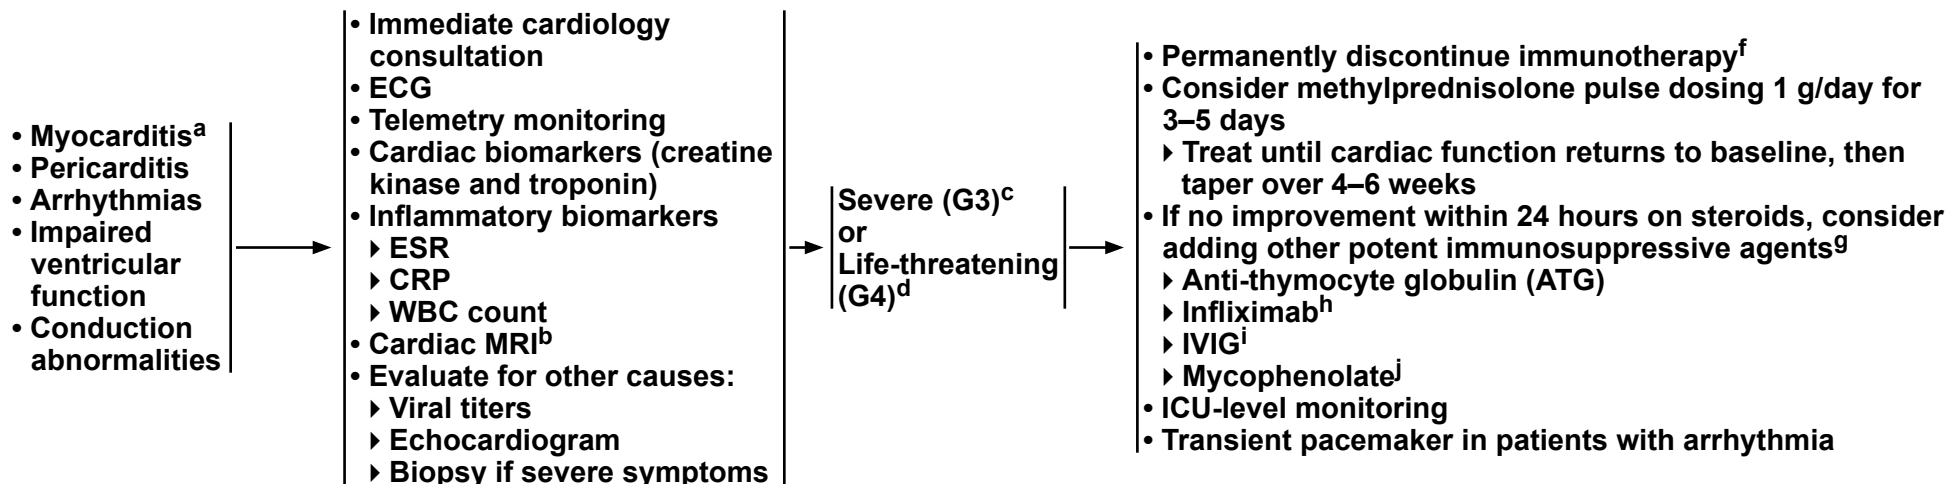 • Myocarditisᵃ
• Pericarditis
• Arrhythmias
• Impaired
ventricular
function
• Conduction
abnormalities
• Immediate cardiology
consultation
• ECG
• Telemetry monitoring
• Cardiac biomarkers (creatine
kinase and troponin)
• Inflammatory biomarkers
▸ ESR
▸ CRP
▸ WBC count
• Cardiac MRIᵇ
• Evaluate for other causes:
▸ Viral titers
▸ Echocardiogram
▸ Biopsy if severe symptoms
Severe (G3)ᶜ
or
Life-threatening
(G4)ᵈ
• Permanently discontinue immunotherapyᶠ
• Consider methylprednisolone pulse dosing 1 g/day for
3–5 days
▸ Treat until cardiac function returns to baseline, then
taper over 4–6 weeks
• If no improvement within 24 hours on steroids, consider
adding other potent immunosuppressive agentsᵍ
▸ Anti-thymocyte globulin (ATG)
▸ Infliximabʰ
▸ IVIGⁱ
▸ Mycophenolateʲ
• ICU-level monitoring
• Transient pacemaker in patients with arrhythmia